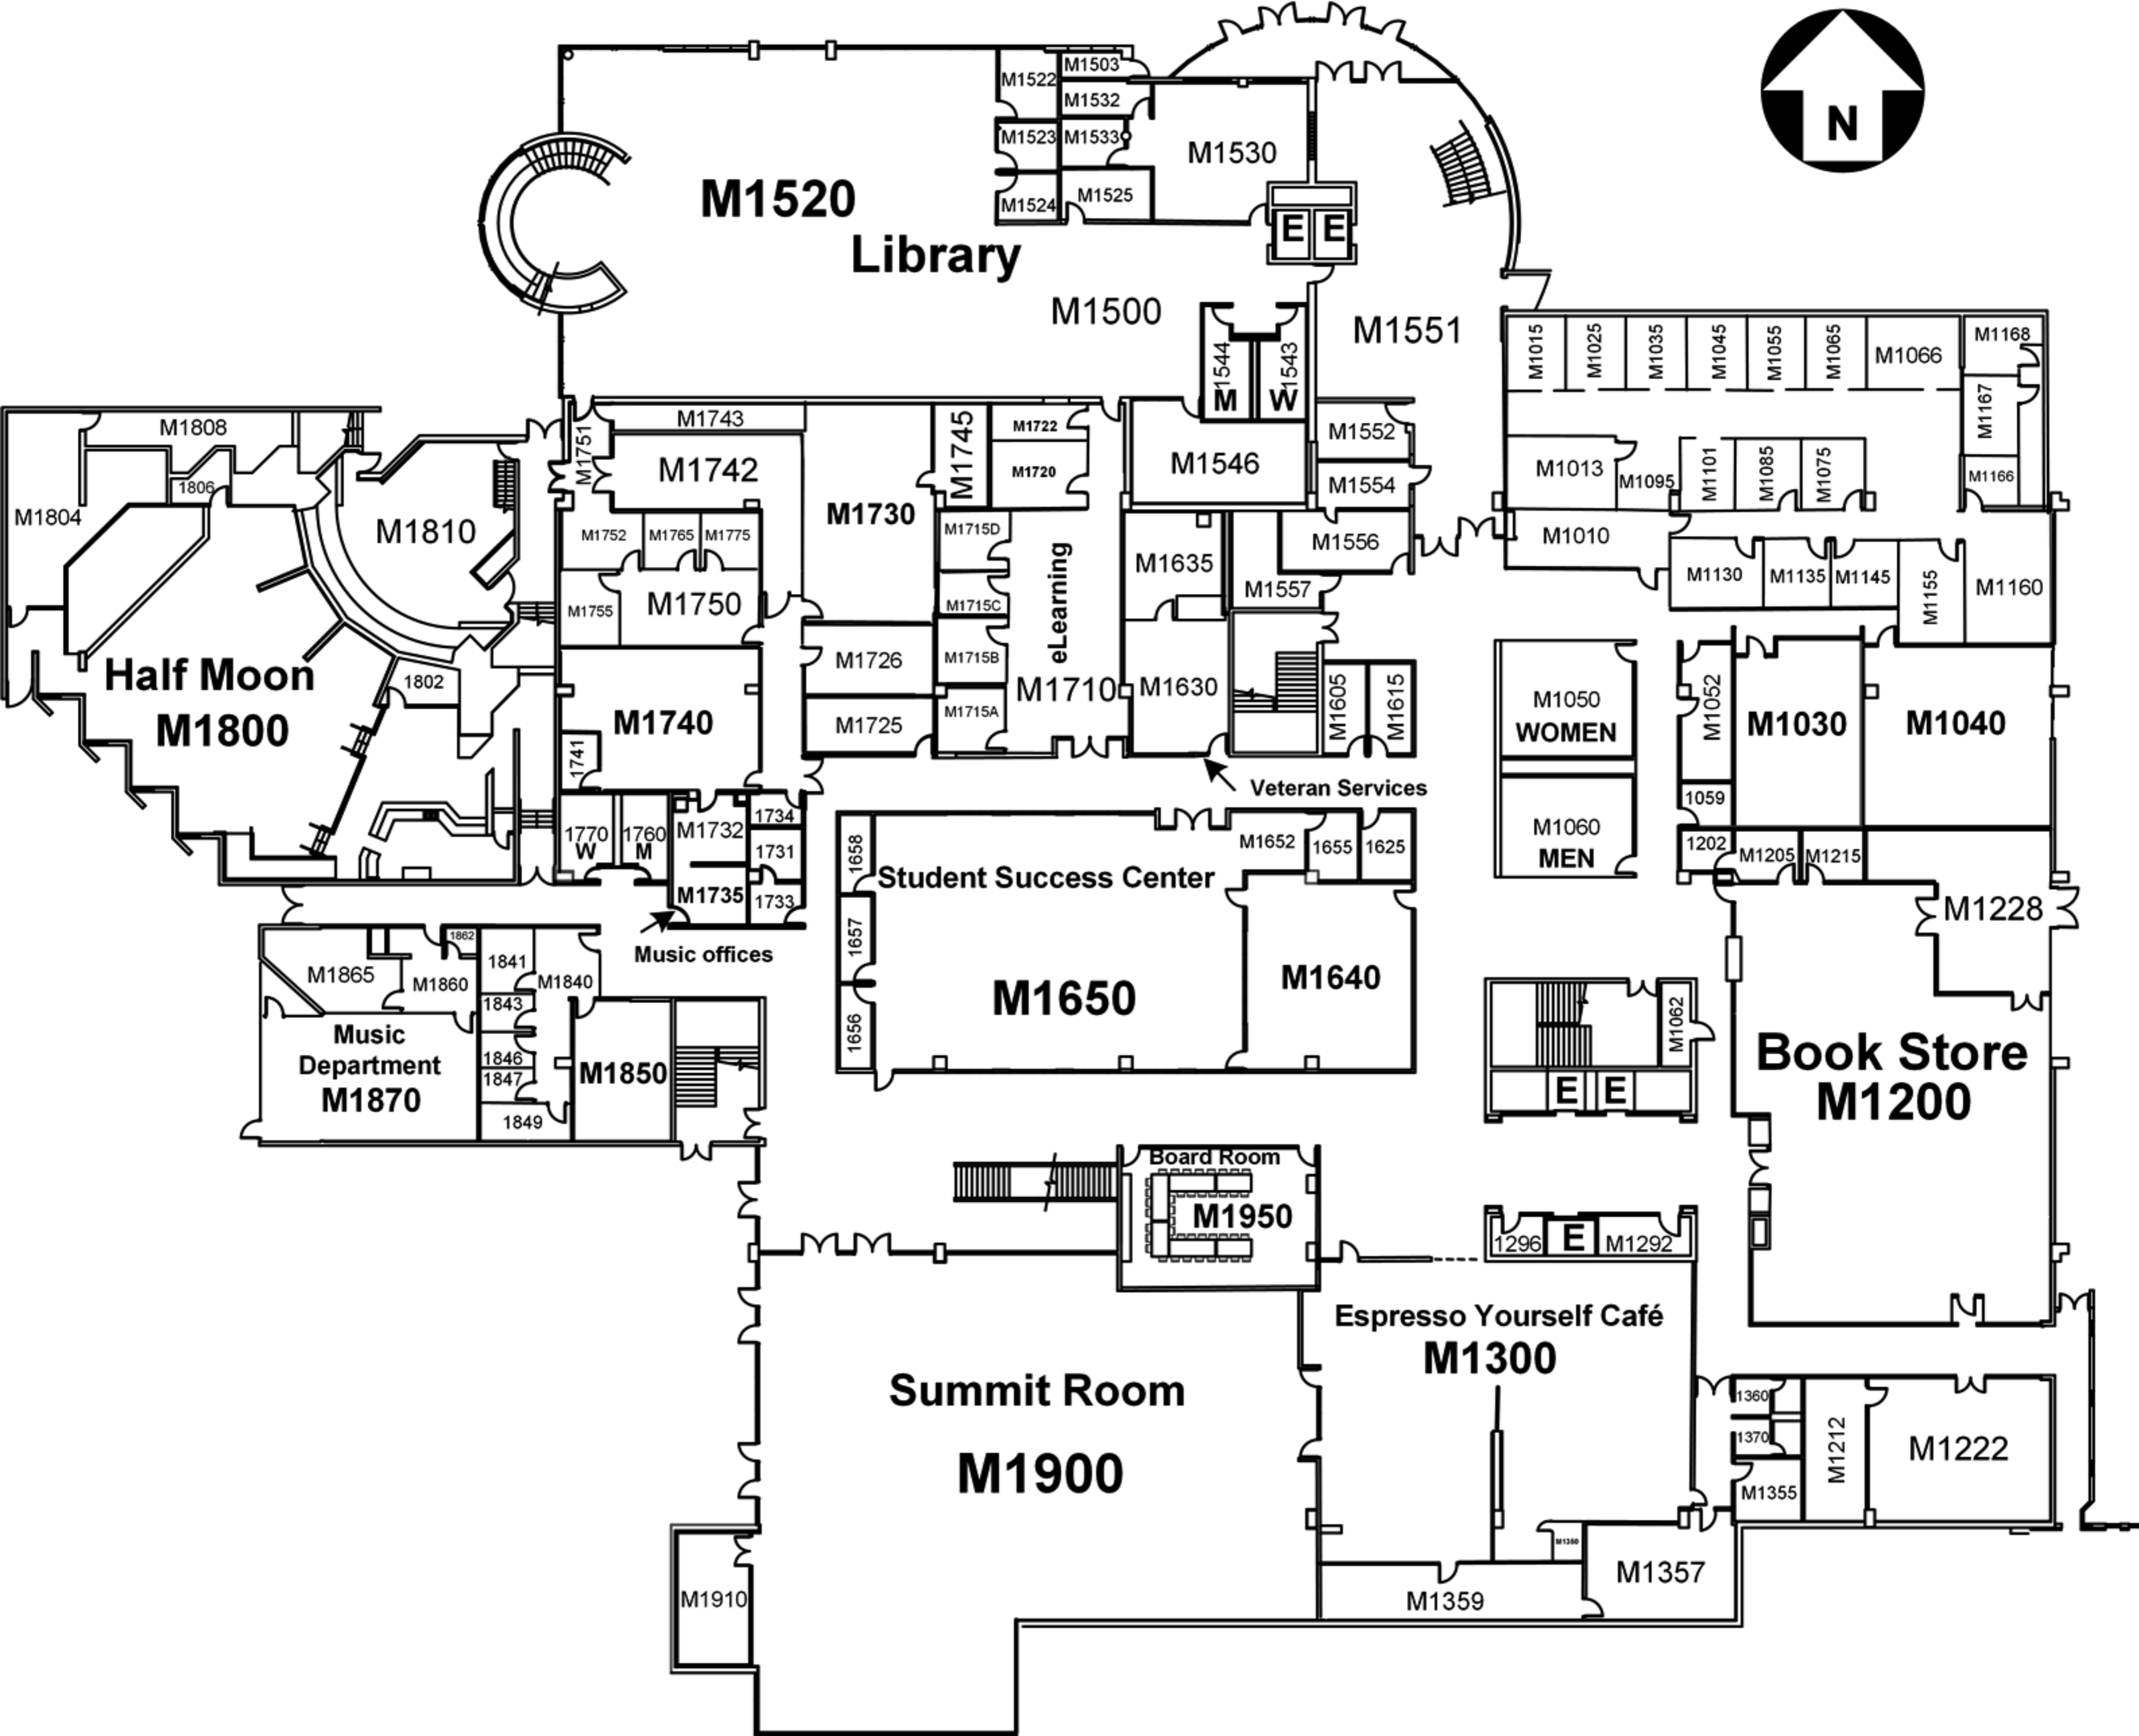 N
M1503
M1522
M1532
M1523
M1533
M1530
M1524
M1525
M1520
Library
E E
M1500
M1551
M1544
M
M1543
W
M1015
M1025
M1035
M1045
M1055
M1065
M1066
M1168
M1167
M1166
M1013
M1095
M1101
M1085
M1075
M1010
M1130
M1135
M1145
M1155
M1160
M1552
M1554
M1556
M1557
M1546
M1808
1806
M1804
M1810
Half Moon
M1800
1802
M1751
M1743
M1742
M1752
M1765
M1775
M1755
M1750
M1740
1741
M1730
M1745
M1722
M1720
M1715D
M1715C
M1715B
M1715A
eLearning
M1710
M1726
M1725
M1635
M1630
M1605
M1615
Veteran Services
M1050
WOMEN
M1060
MEN
M1052
M1030
M1040
1059
1202
M1205
M1215
M1228
1770
W
1760
M
M1732
1734
1731
M1735
1733
Music offices
1658
1657
1656
Student Success Center
M1650
M1652
1655
1625
M1640
M1865
M1860
1862
1841
M1840
1843
1846
1847
1849
M1850
Music
Department
M1870
M1062
E E
Book Store
M1200
Board Room
M1950
1296
E
M1292
Espresso Yourself Café
M1300
Summit Room
M1900
M1910
1360
1370
M1355
M1212
M1222
M1350
M1357
M1359